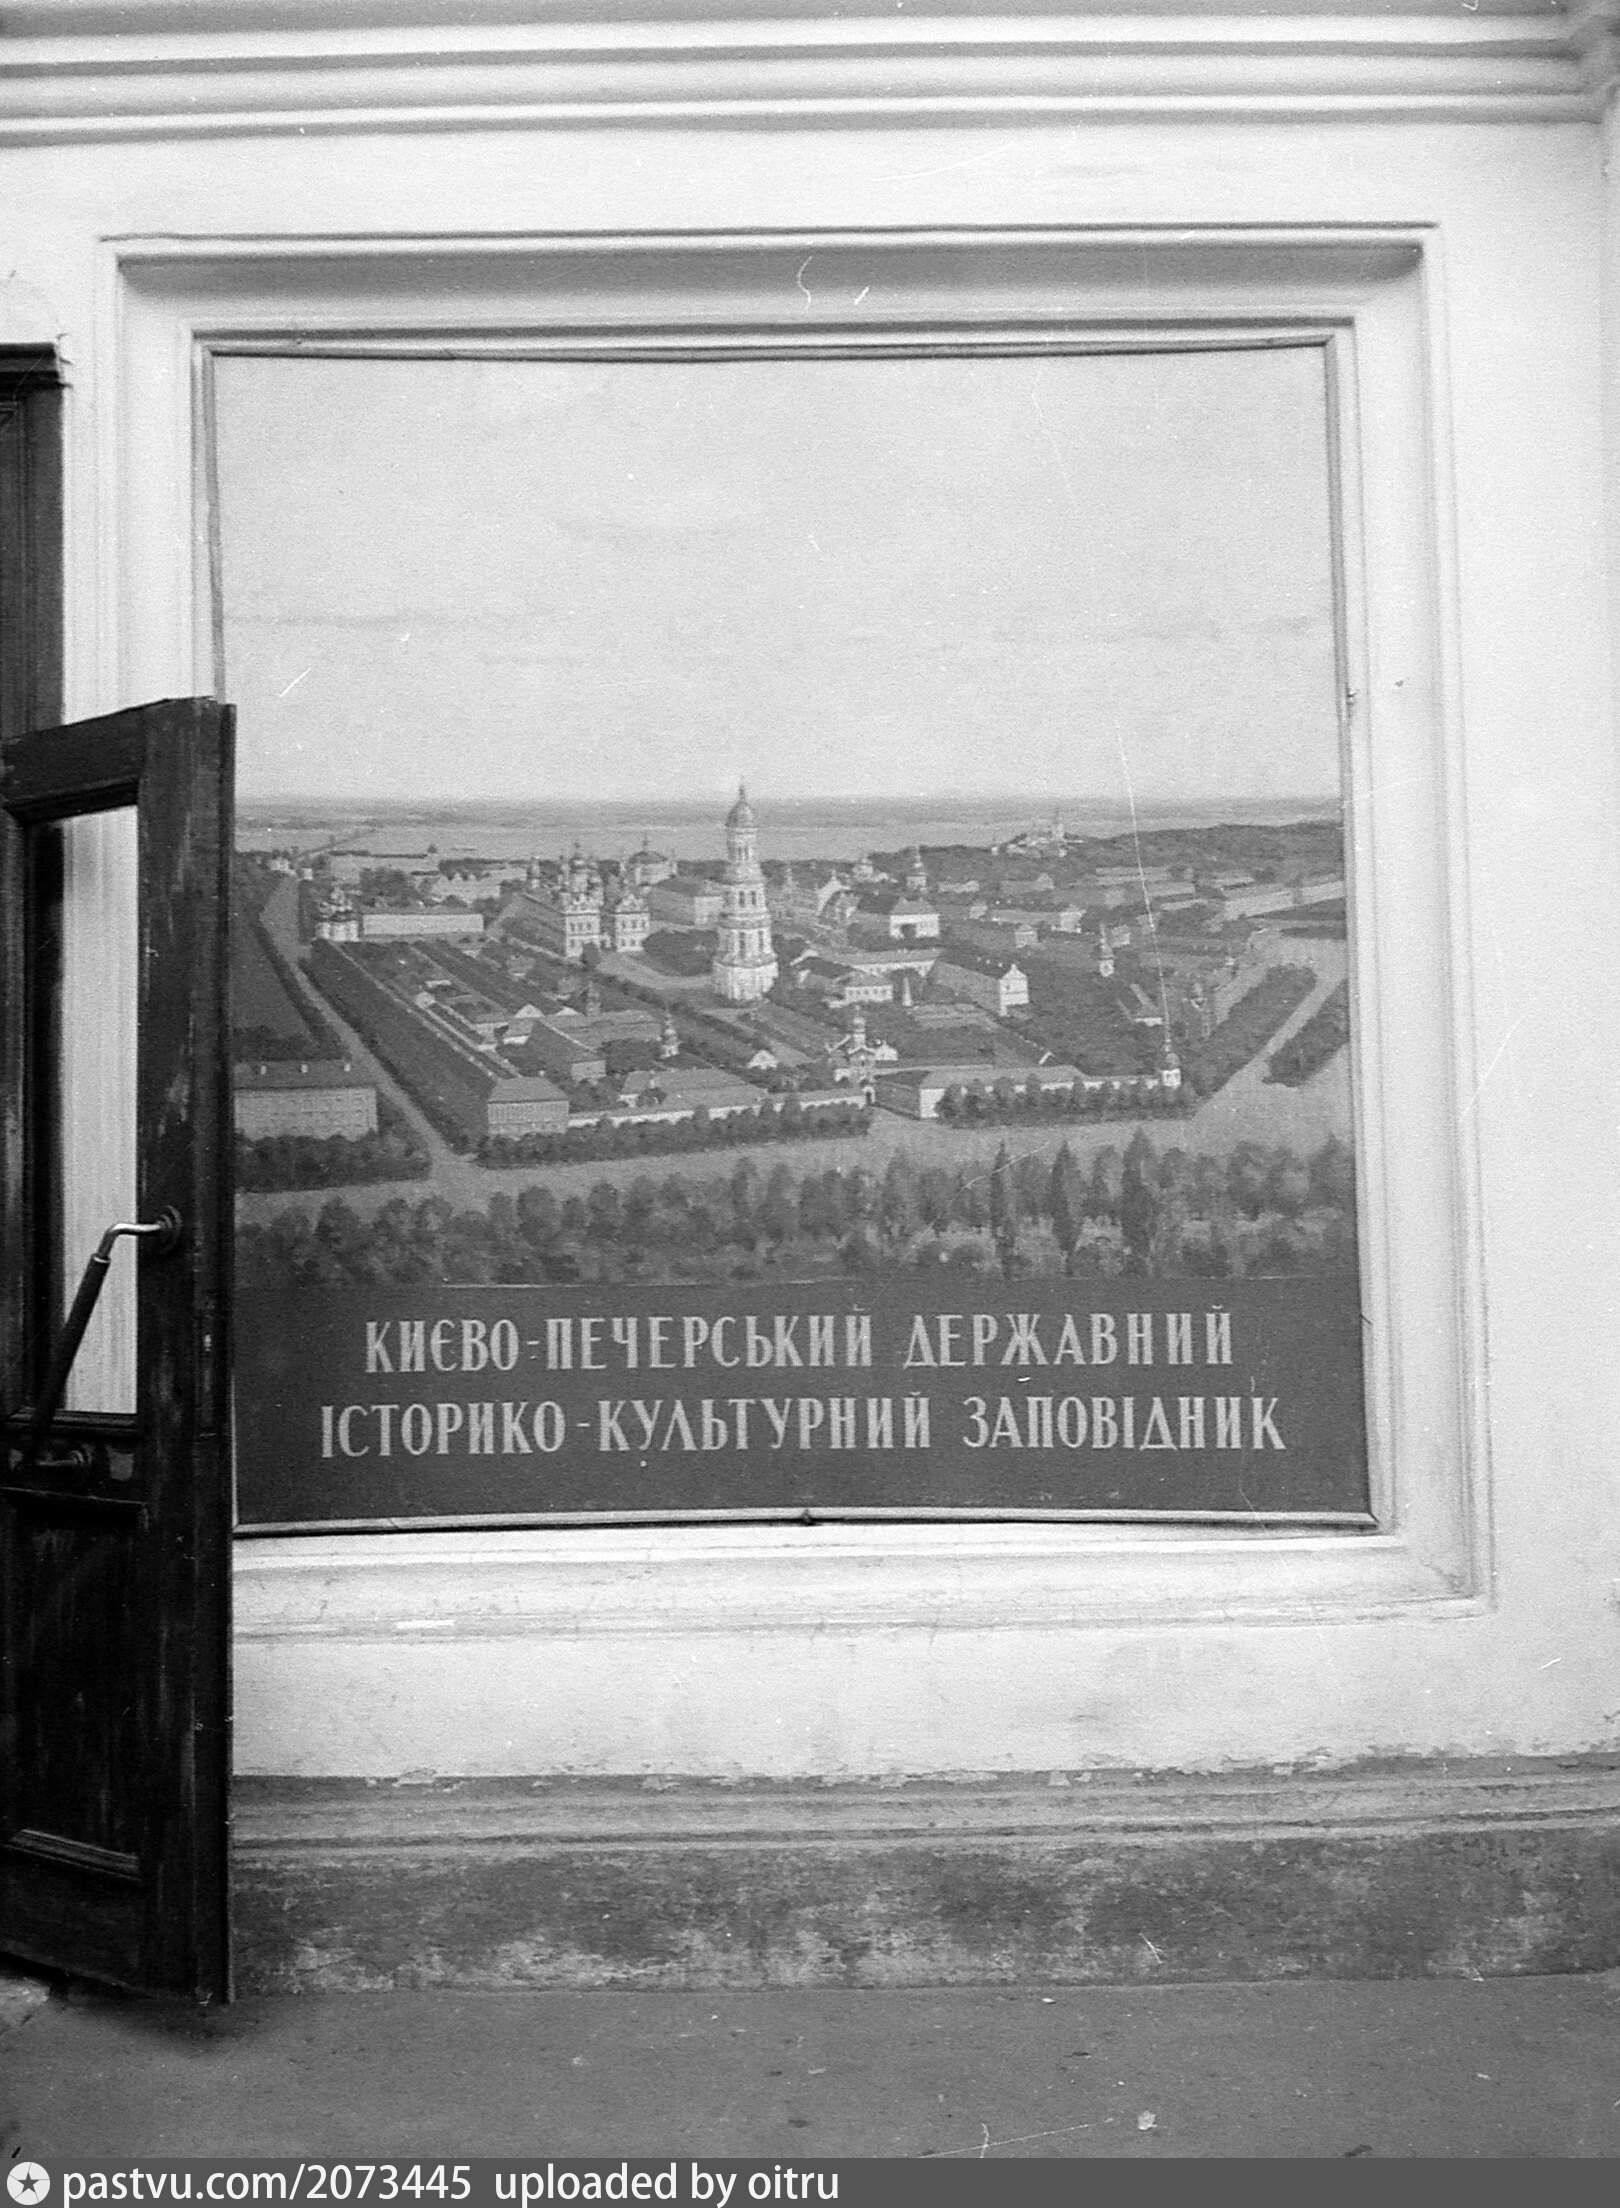 КИЄВО-ПЕЧЕРСЬКИЙ ДЕРЖАВНИЙ
ІСТОРИКО-КУЛЬТУРНИЙ ЗАПОВІДНИК
pastvu.com/2073445 uploaded by oitru